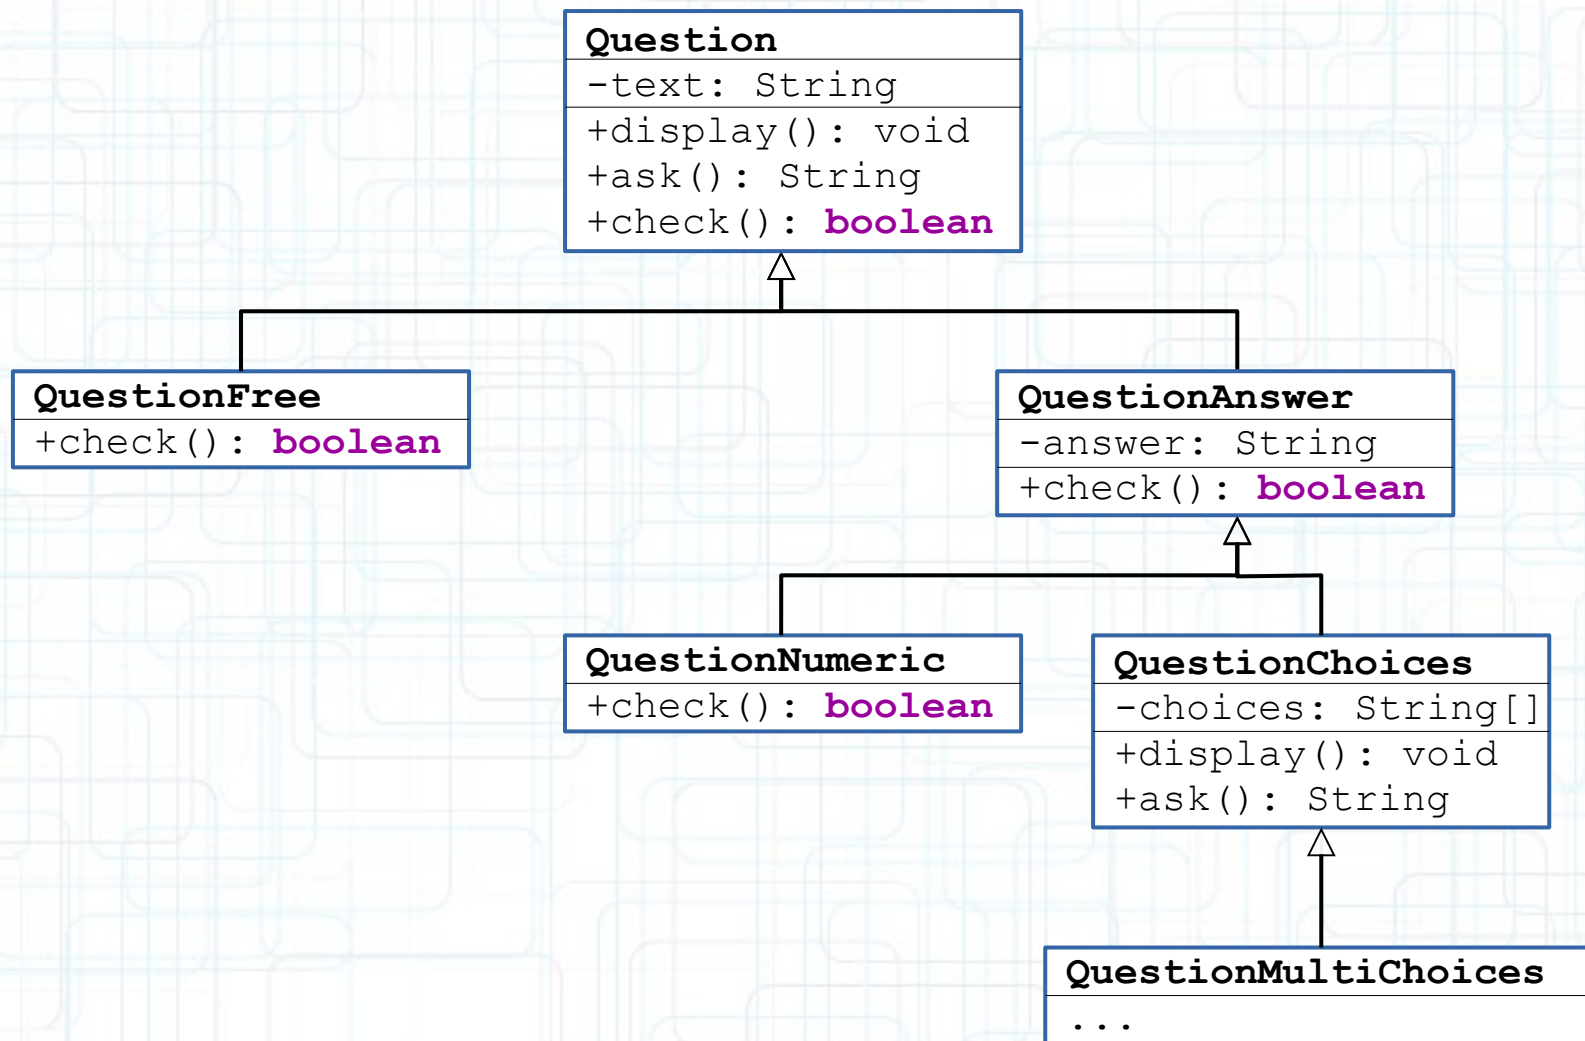 Question
-text: String
+display(): void
+ask(): String
+check(): boolean
QuestionFree
+check(): boolean
QuestionAnswer
-answer: String
+check(): boolean
QuestionNumeric
+check(): boolean
QuestionChoices
-choices: String[]
+display(): void
+ask(): String
QuestionMultiChoices
...